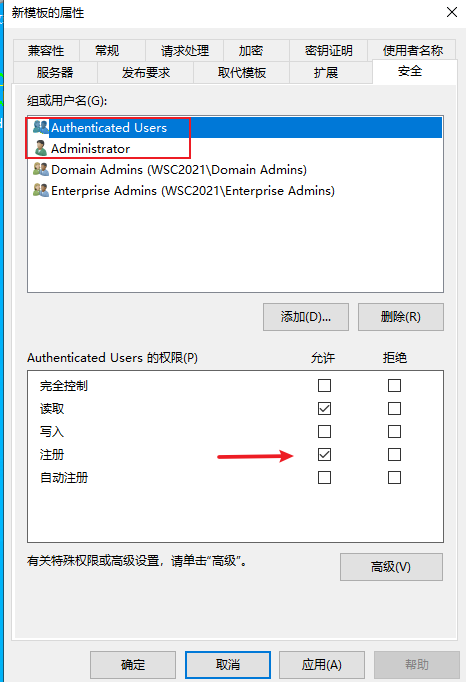 新模板的属性
兼容性 常规 请求处理 加密 密钥证明 使用者名称
服务器 发布要求 取代模板 扩展 安全
组或用户名(G):
Authenticated Users
Administrator
Domain Admins (WSC2021\Domain Admins)
Enterprise Admins (WSC2021\Enterprise Admins)
添加(D)... 删除(R)
Authenticated Users 的权限(P) 允许 拒绝
完全控制
读取
写入
注册
自动注册
有关特殊权限或高级设置，请单击“高级”。 高级(V)
确定 取消 应用(A) 帮助